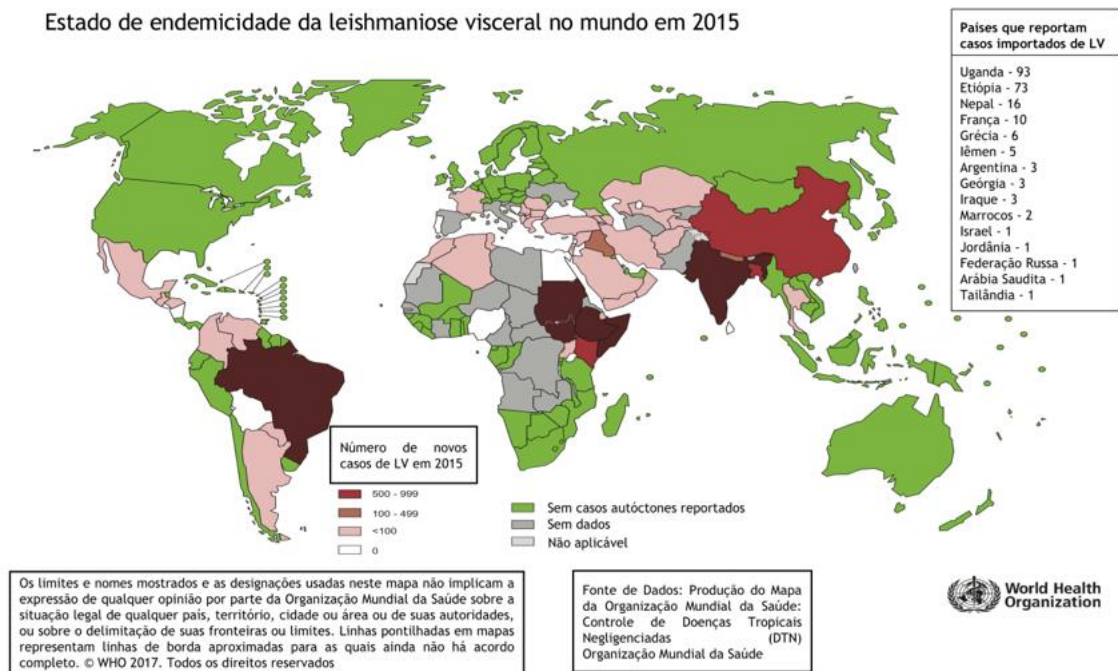 Estado de endemicidade da leishmaniose visceral no mundo em 2015
Países que reportam
casos importados de LV
Uganda - 93
Etiópia - 73
Nepal - 16
França - 10
Grécia - 6
Iêmen - 5
Argentina - 3
Geórgia - 3
Iraque - 3
Marrocos - 2
Israel - 1
Jordânia - 1
Federação Russa - 1
Arábia Saudita - 1
Tailândia - 1
Número de novos
casos de LV em 2015
500 - 999
100 - 499
<100
0
Sem casos autóctones reportados
Sem dados
Não aplicável
Os limites e nomes mostrados e as designações usadas neste mapa não implicam a
expressão de qualquer opinião por parte da Organização Mundial da Saúde sobre a
situação legal de qualquer país, território, cidade ou área ou de suas autoridades,
ou sobre o delimitação de suas fronteiras ou limites. Linhas pontilhadas em mapas
representam linhas de borda aproximadas para as quais ainda não há acordo
completo. © WHO 2017. Todos os direitos reservados
Fonte de Dados: Produção do Mapa
da Organização Mundial da Saúde:
Controle de Doenças Tropicais
Negligenciadas (DTN)
Organização Mundial da Saúde
World Health
Organization